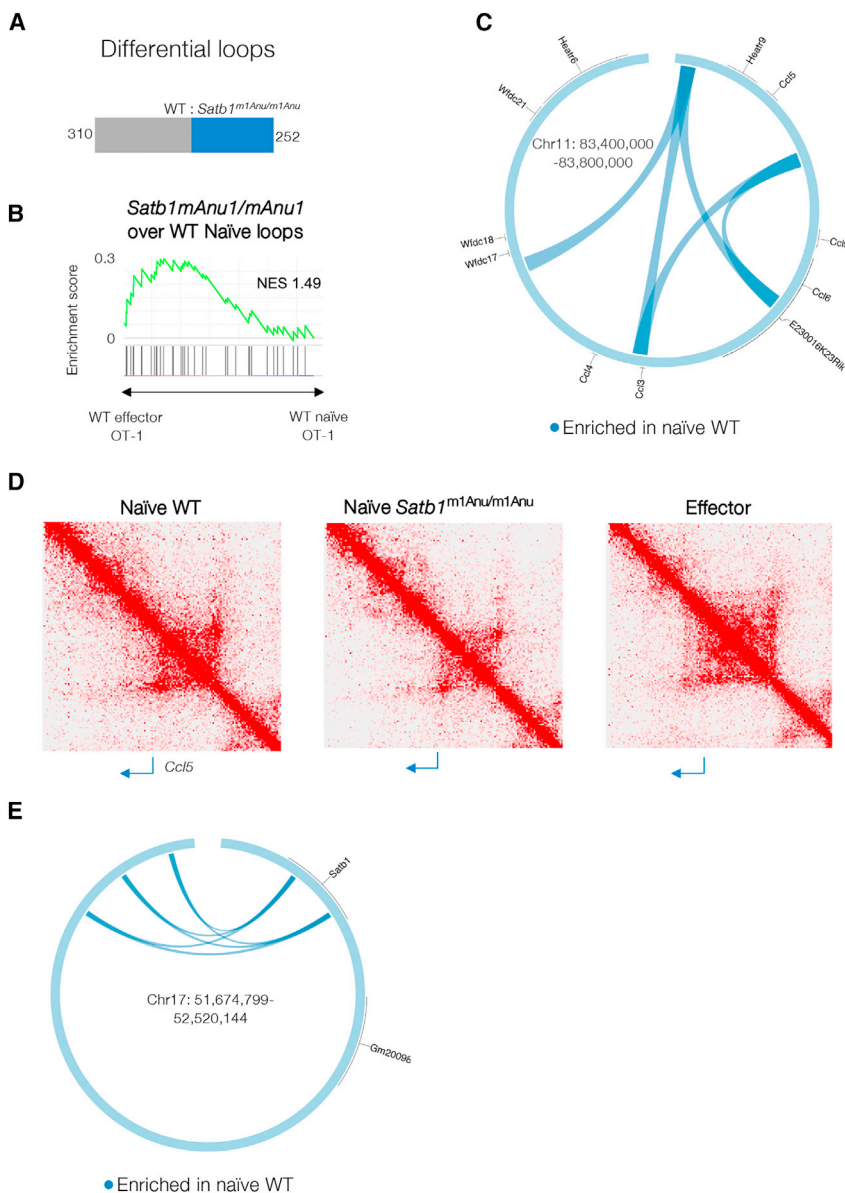 A
Differential loops
WT : Satb1m1Anu/m1Anu
310
252
B
Satb1mAnu1/mAnu1
over WT Naïve loops
0.3
NES 1.49
Enrichment score
0
WT effector
OT-1
WT naïve
OT-1
C
Heatr6
Heatr9
Ccl5
Wfdc21
Chr11: 83,400,000
-83,800,000
Wfdc18
Wfdc17
Ccl6
E230016K23Rik
Ccl4
Ccl3
Enriched in naïve WT
D
Naïve WT
Naïve Satb1m1Anu/m1Anu
Effector
Ccl5
E
Satb1
Chr17: 51,674,799-
52,520,144
Gm20098
Enriched in naïve WT